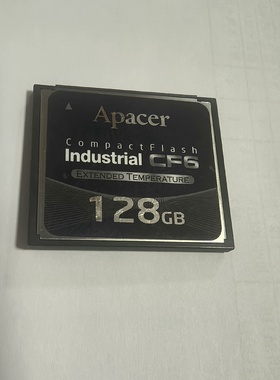 Apacer
CompactFlash
Industrial CF6
EXTENDED TEMPERATURE
128GB